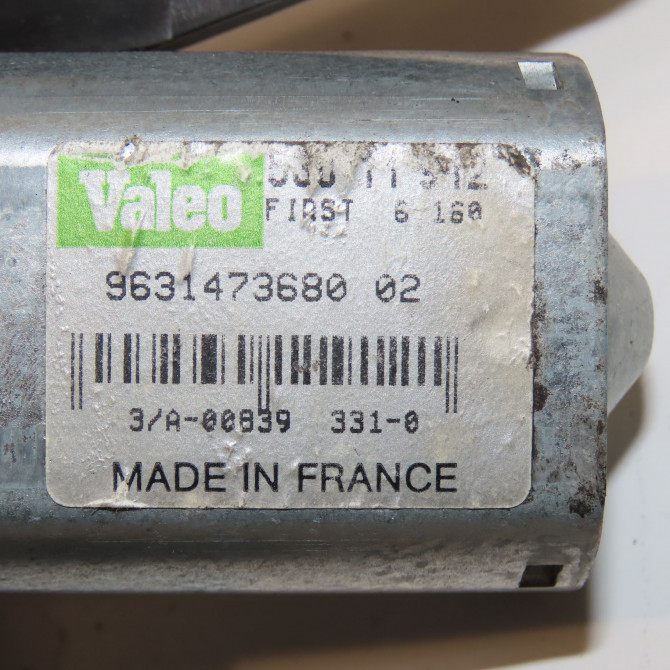 Valeo
FIRST 6 160
9631473680 02
3/A-00839 331-0
MADE IN FRANCE